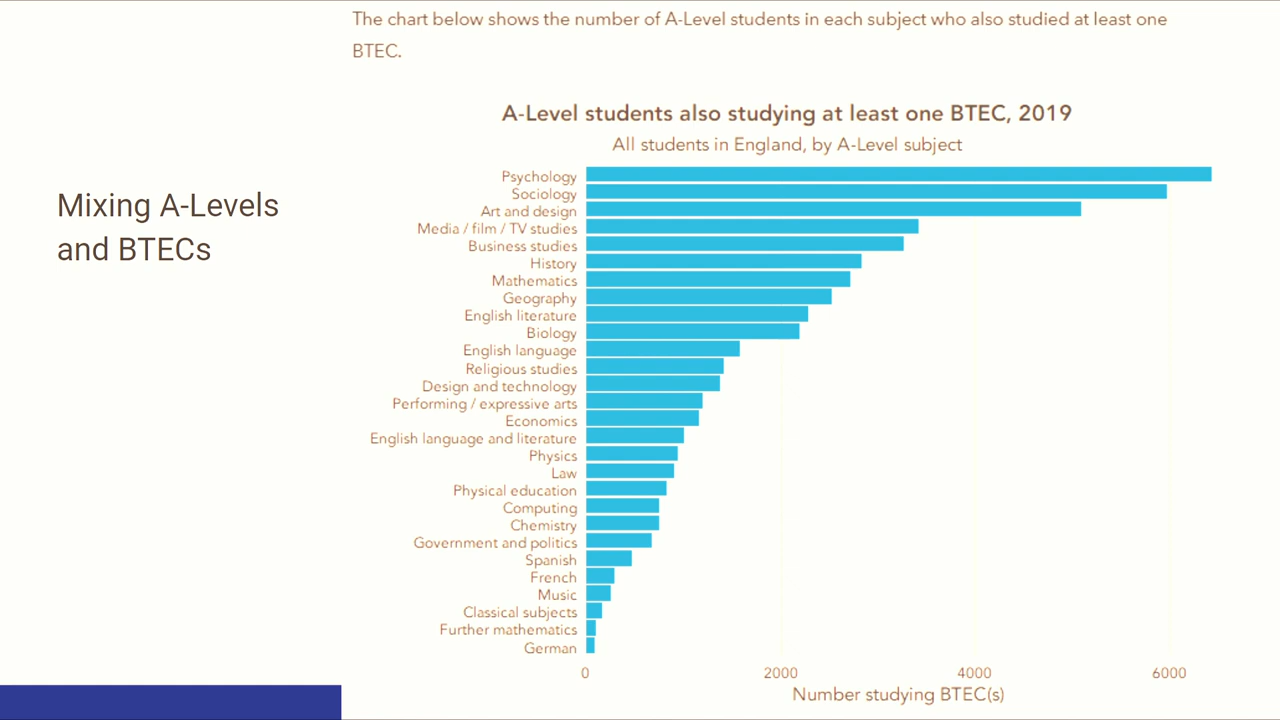 The chart below shows the number of A-Level students in each subject who also studied at least one
BTEC.
Mixing A-Levels
and BTECs
A-Level students also studying at least one BTEC, 2019
All students in England, by A-Level subject
Psychology
Sociology
Art and design
Media / film / TV studies
Business studies
History
Mathematics
Geography
English literature
Biology
English language
Religious studies
Design and technology
Performing / expressive arts
Economics
English language and literature
Physics
Law
Physical education
Computing
Chemistry
Government and politics
Spanish
French
Music
Classical subjects
Further mathematics
German
0 2000 4000 6000
Number studying BTEC(s)